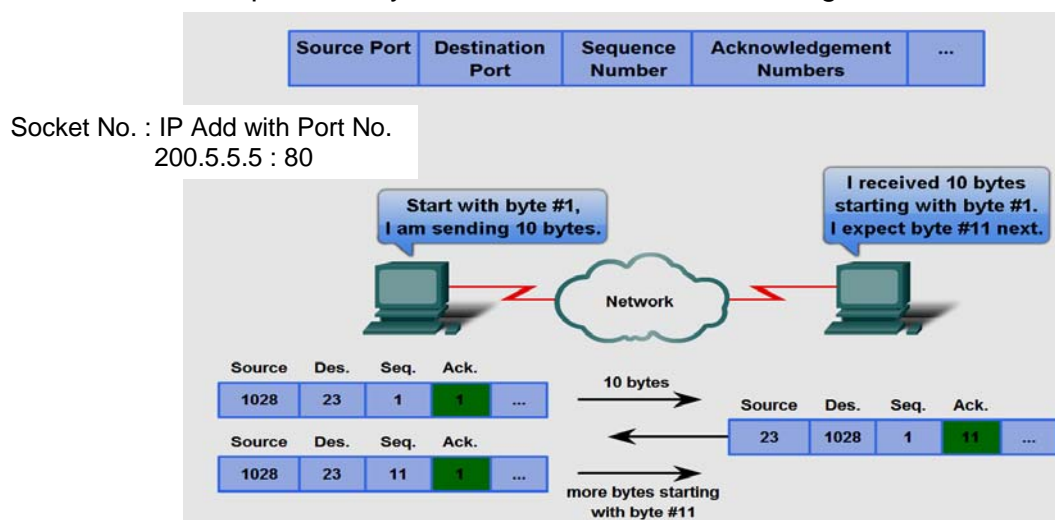 Source Port Destination Port Sequence Number Acknowledgement Numbers ...
Socket No. : IP Add with Port No.
200.5.5.5 : 80
Start with byte #1,
I am sending 10 bytes.
I received 10 bytes
starting with byte #1.
I expect byte #11 next.
Network
Source Des. Seq. Ack.
1028 23 1 1 ...
10 bytes
Source Des. Seq. Ack.
23 1028 1 11 ...
Source Des. Seq. Ack.
1028 23 11 1 ...
more bytes starting
with byte #11